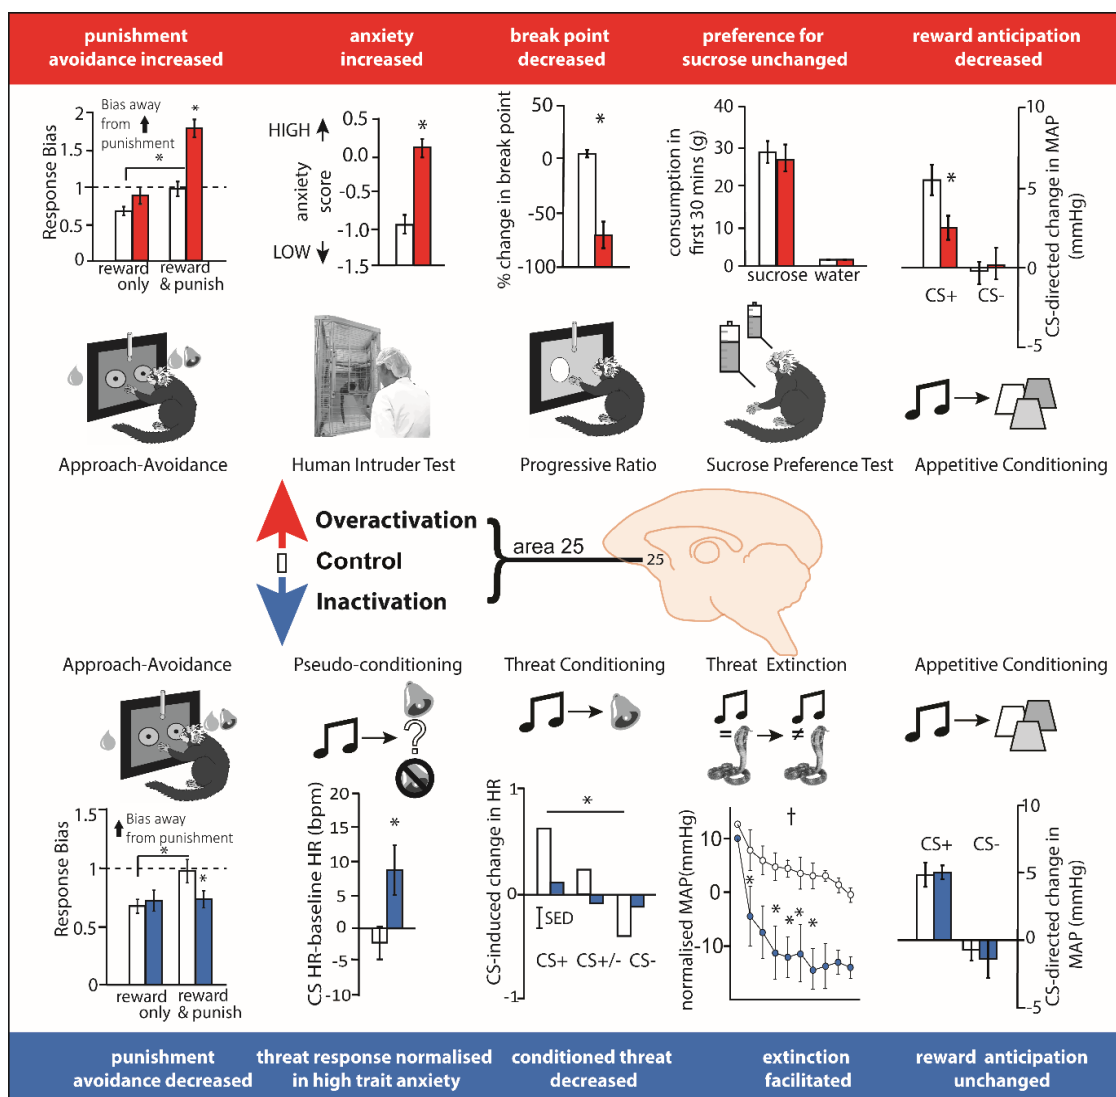 punishment
avoidance increased
anxiety
increased
break point
decreased
preference for
sucrose unchanged
reward anticipation
decreased
Response Bias
2
1.5
1
0.5
0
Bias away
from
punishment
*
*
reward
only
reward
& punish
HIGH
anxiety
score
LOW
-0.5
0.0
-0.5
-1.0
-1.5
*
% change in break point
50
0
-50
-100
*
consumption in
first 30 mins (g)
40
30
20
10
0
sucrose water
*
CS+
CS-
10
5
0
-5
CS-directed change in MAP
(mmHg)
Approach-Avoidance
Human Intruder Test
Progressive Ratio
Sucrose Preference Test
Appetitive Conditioning
Overactivation
Control
Inactivation
area 25
25
Approach-Avoidance
Pseudo-conditioning
Threat Conditioning
Threat Extinction
Appetitive Conditioning
?
= ≠
Response Bias
1.5
1
0.5
0
Bias away
from punishment
*
*
reward
only
reward
& punish
CS HR-baseline HR (bpm)
20
15
10
5
0
-5
-10
*
CS-induced change in HR
1
0
-1
*
SED
CS+ CS+/- CS-
normalised MAP(mmHg)
10
0
-10
†
*
* * * *
CS+ CS-
10
5
0
-5
CS-directed change in
MAP (mmHg)
punishment
avoidance decreased
threat response normalised
in high trait anxiety
conditioned threat
decreased
extinction
facilitated
reward anticipation
unchanged